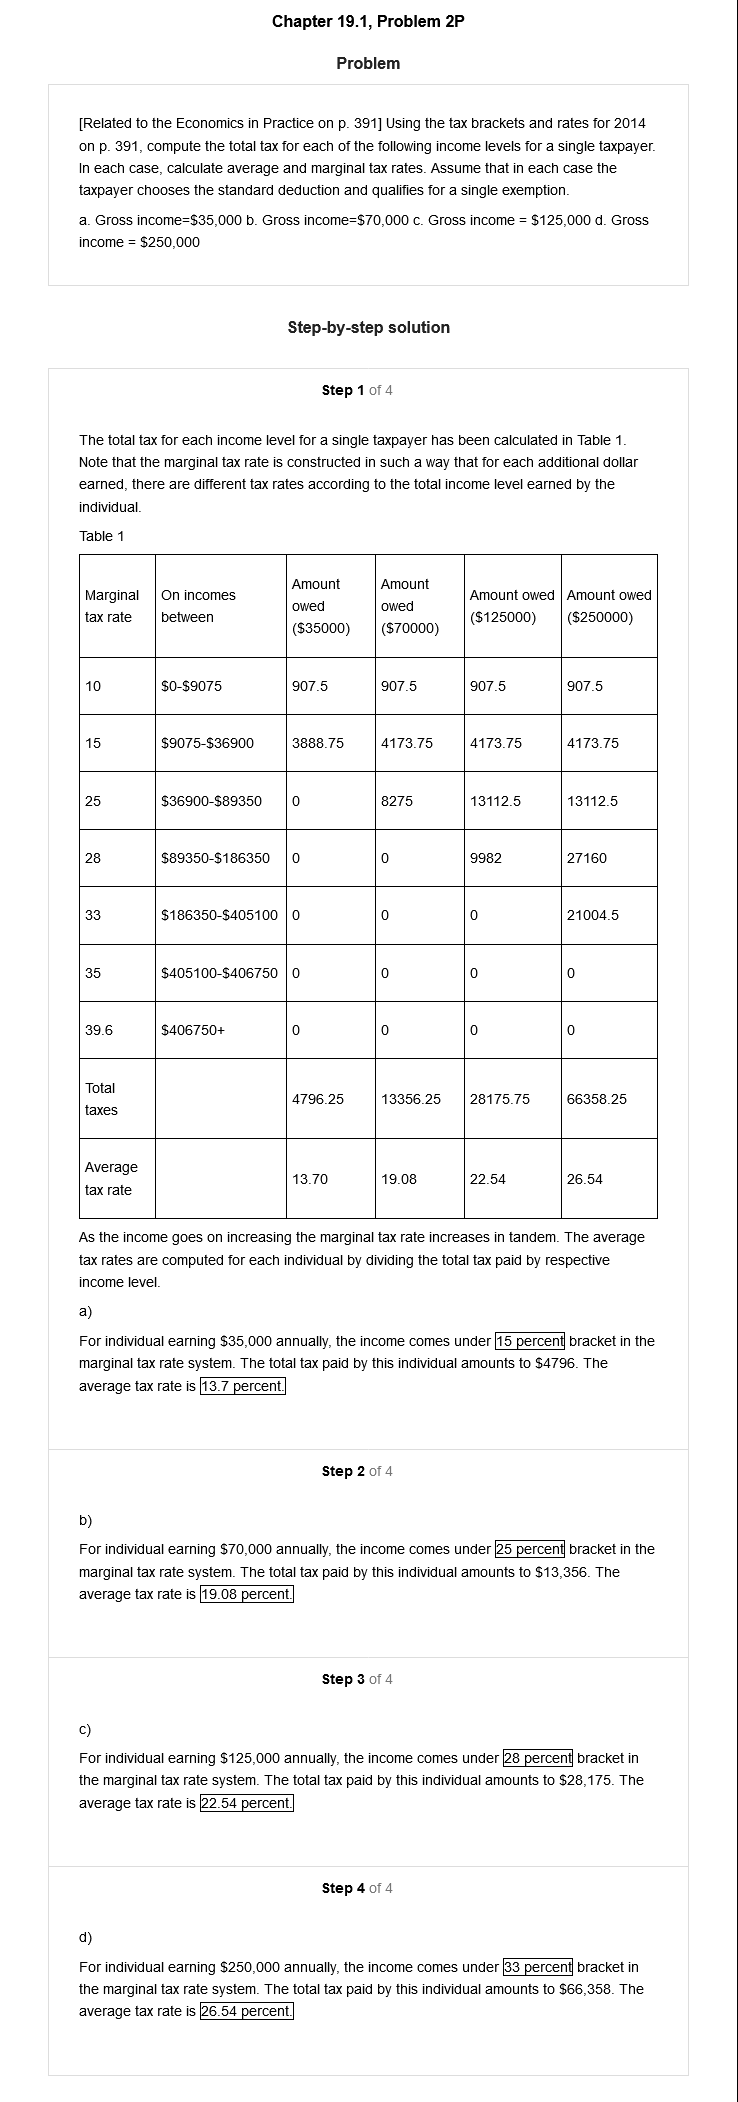 Chapter 19.1, Problem 2P
Problem
[Related to the Economics in Practice on p. 391] Using the tax brackets and rates for 2014
on p. 391, compute the total tax for each of the following income levels for a single taxpayer.
In each case, calculate average and marginal tax rates. Assume that in each case the
taxpayer chooses the standard deduction and qualifies for a single exemption.
a. Gross income=$35,000 b. Gross income=$70,000 c. Gross income = $125,000 d. Gross
income = $250,000
Step-by-step solution
Step 1 of 4
The total tax for each income level for a single taxpayer has been calculated in Table 1.
Note that the marginal tax rate is constructed in such a way that for each additional dollar
earned, there are different tax rates according to the total income level earned by the
individual.
Table 1
Marginal tax rate On incomes between Amount owed ($35000) Amount owed ($70000) Amount owed ($125000) Amount owed ($250000)
10 $0-$9075 907.5 907.5 907.5 907.5
15 $9075-$36900 3888.75 4173.75 4173.75 4173.75
25 $36900-$89350 0 8275 13112.5 13112.5
28 $89350-$186350 0 0 9982 27160
33 $186350-$405100 0 0 0 21004.5
35 $405100-$406750 0 0 0 0
39.6 $406750+ 0 0 0 0
Total taxes 4796.25 13356.25 28175.75 66358.25
Average tax rate 13.70 19.08 22.54 26.54
As the income goes on increasing the marginal tax rate increases in tandem. The average
tax rates are computed for each individual by dividing the total tax paid by respective
income level.
a)
For individual earning $35,000 annually, the income comes under 15 percent bracket in the
marginal tax rate system. The total tax paid by this individual amounts to $4796. The
average tax rate is 13.7 percent.
Step 2 of 4
b)
For individual earning $70,000 annually, the income comes under 25 percent bracket in the
marginal tax rate system. The total tax paid by this individual amounts to $13,356. The
average tax rate is 19.08 percent.
Step 3 of 4
c)
For individual earning $125,000 annually, the income comes under 28 percent bracket in
the marginal tax rate system. The total tax paid by this individual amounts to $28,175. The
average tax rate is 22.54 percent.
Step 4 of 4
d)
For individual earning $250,000 annually, the income comes under 33 percent bracket in
the marginal tax rate system. The total tax paid by this individual amounts to $66,358. The
average tax rate is 26.54 percent.